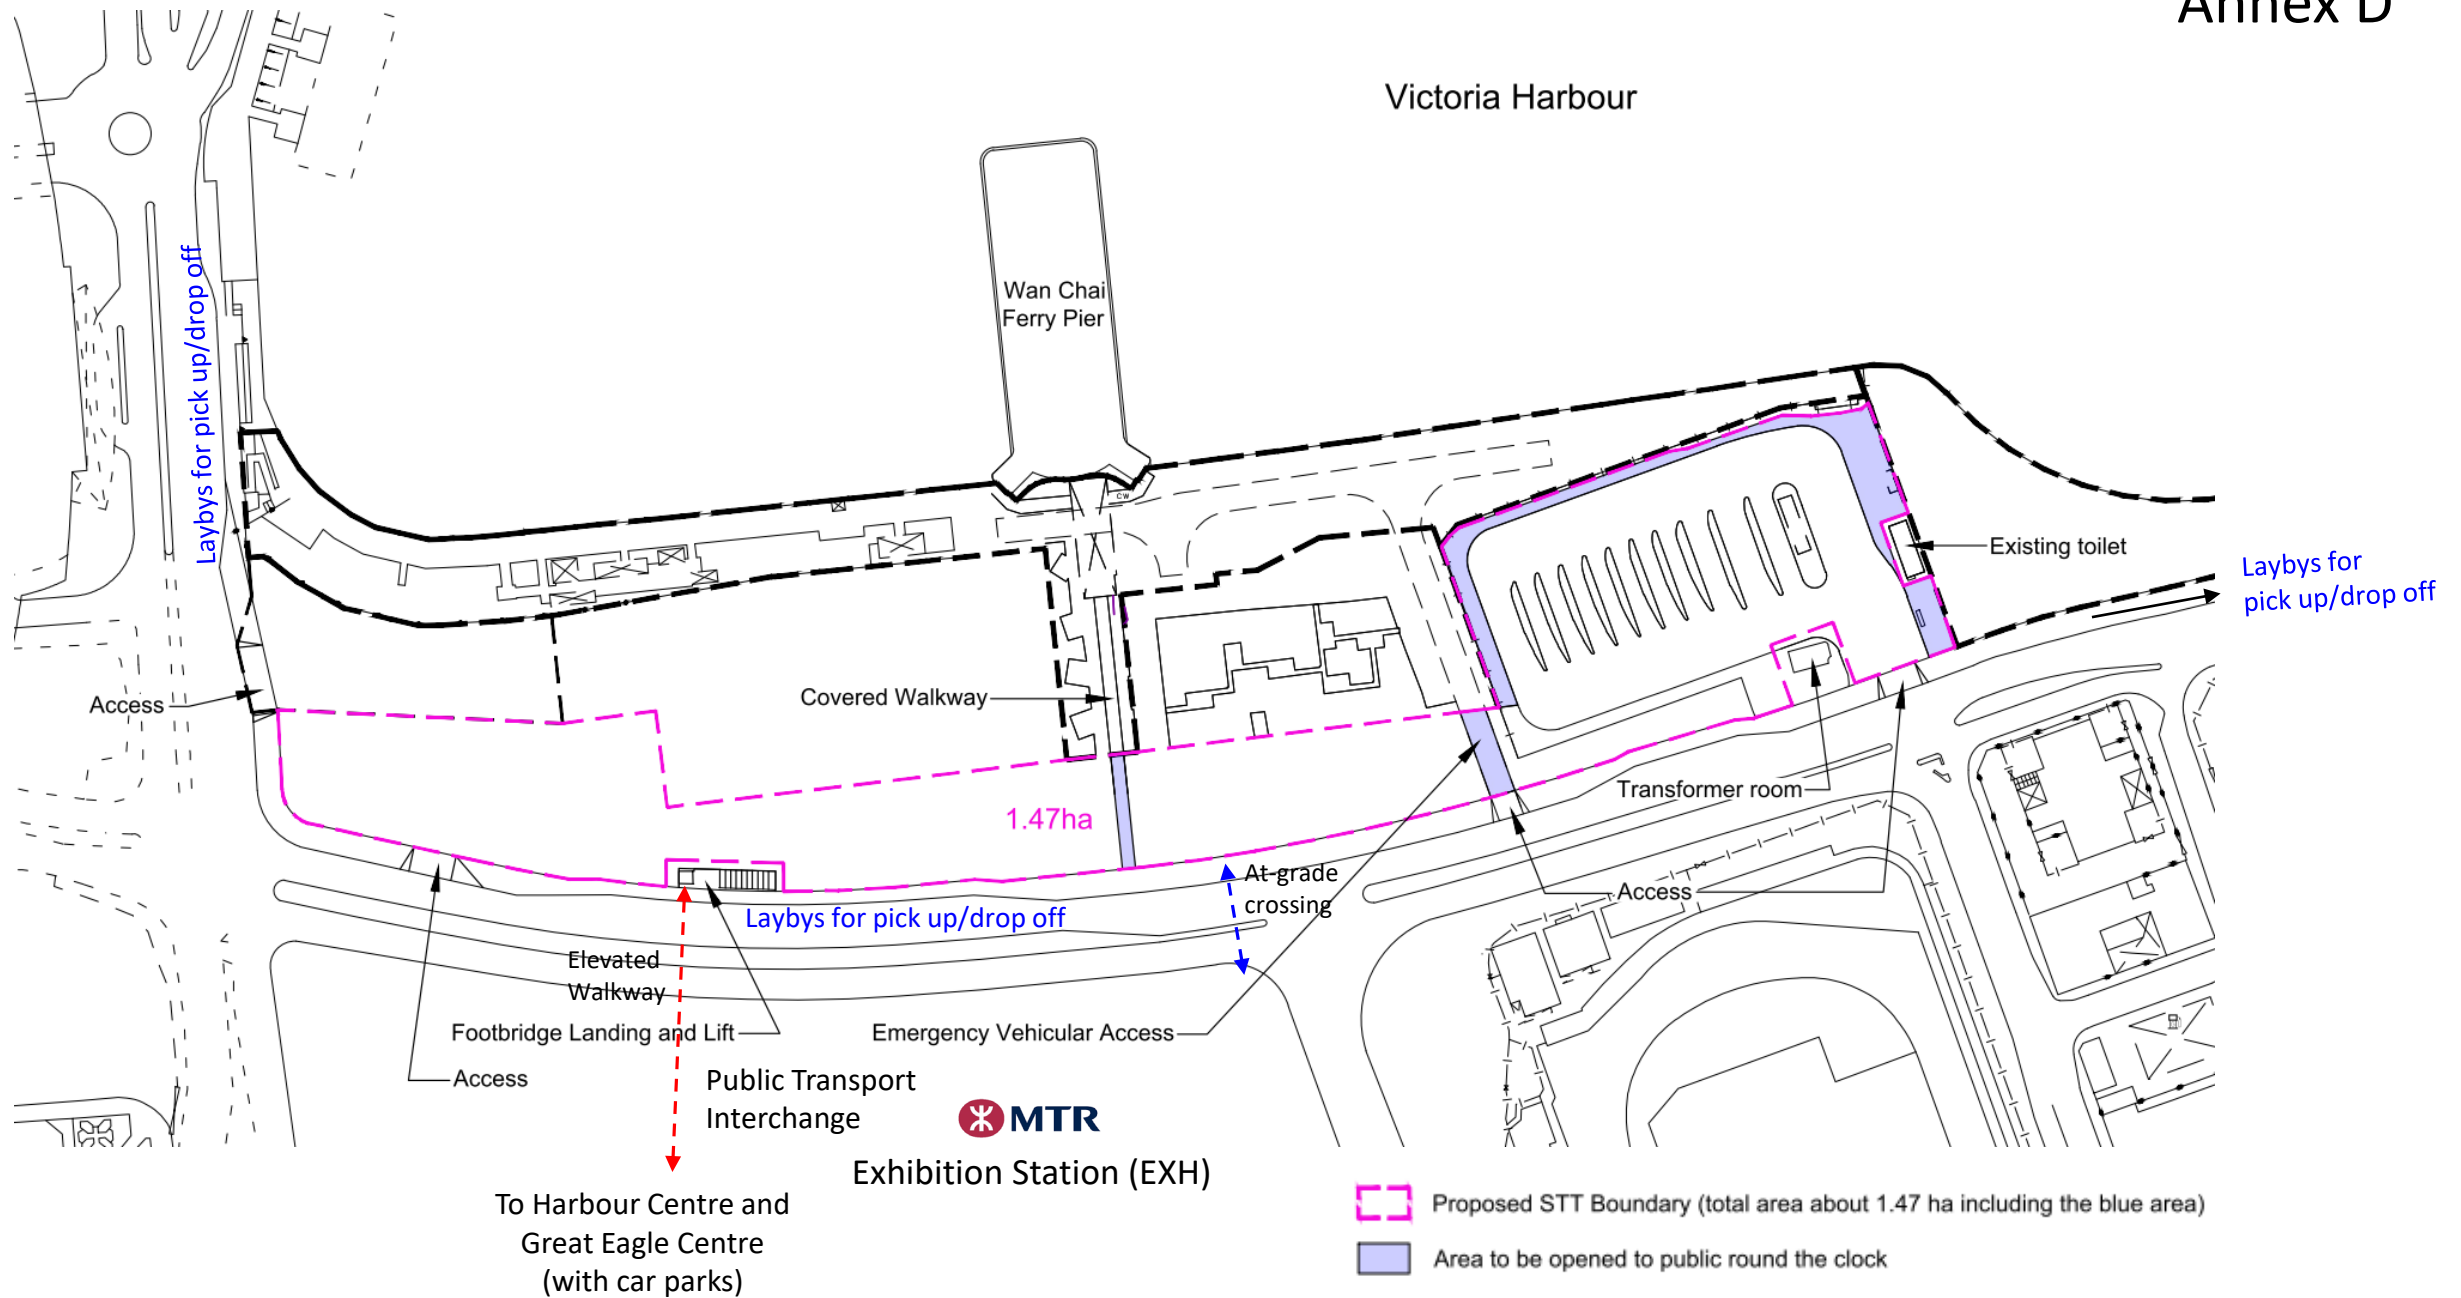 Annex D
Victoria Harbour
Wan Chai
Ferry Pier
Laybys for pick up/drop off
CW
Existing toilet
Laybys for
pick up/drop off
Access
Covered Walkway
Transformer room
1.47ha
At-grade
crossing
Access
Laybys for pick up/drop off
Elevated
Walkway
Footbridge Landing and Lift
Emergency Vehicular Access
Access
Public Transport
Interchange
MTR
Exhibition Station (EXH)
To Harbour Centre and
Great Eagle Centre
(with car parks)
Proposed STT Boundary (total area about 1.47 ha including the blue area)
Area to be opened to public round the clock